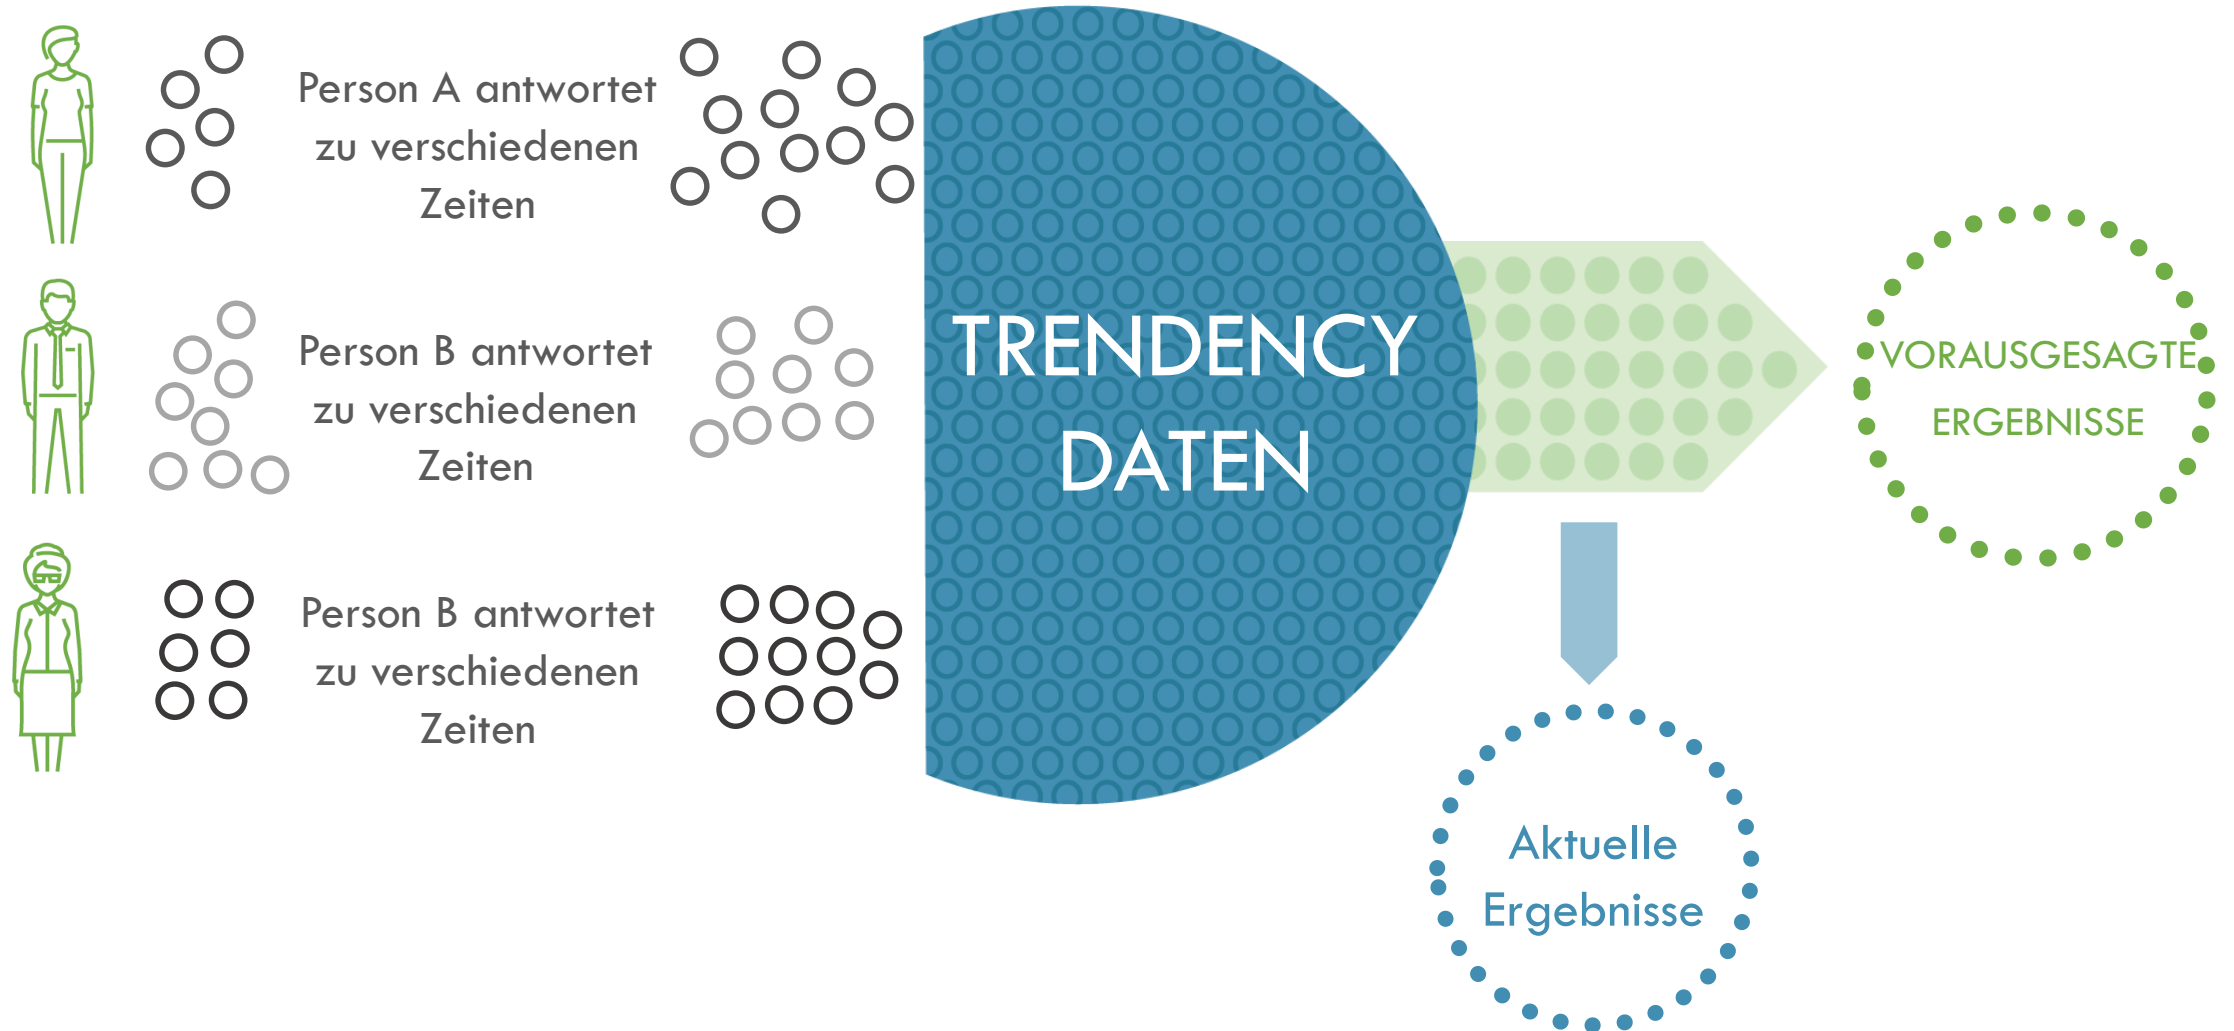 Person A antwortet
zu verschiedenen
Zeiten
Person B antwortet
zu verschiedenen
Zeiten
Person B antwortet
zu verschiedenen
Zeiten
TRENDENCY
DATEN
VORAUSGESAGTE
ERGEBNISSE
Aktuelle
Ergebnisse